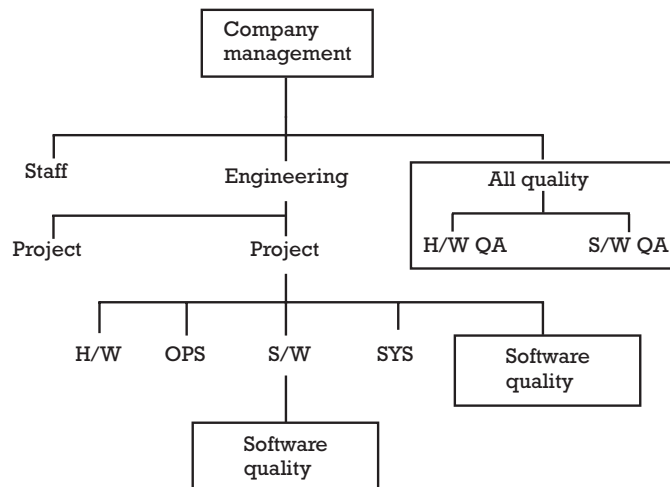 Company
management
Staff
Engineering
All quality
H/W QA
S/W QA
Project
Project
H/W
OPS
S/W
SYS
Software
quality
Software
quality